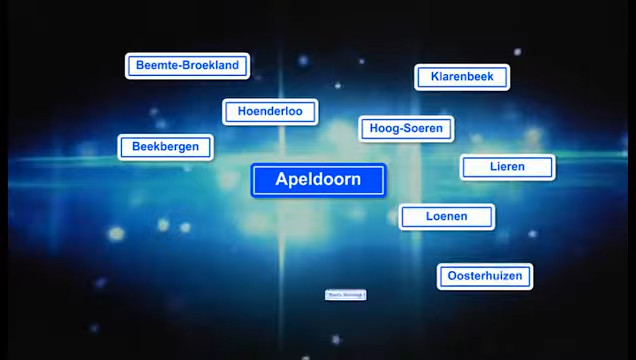 Beemte-Broekland
Klarenbeek
Hoenderloo
Hoog-Soeren
Beekbergen
Lieren
Apeldoorn
Loenen
Oosterhuizen